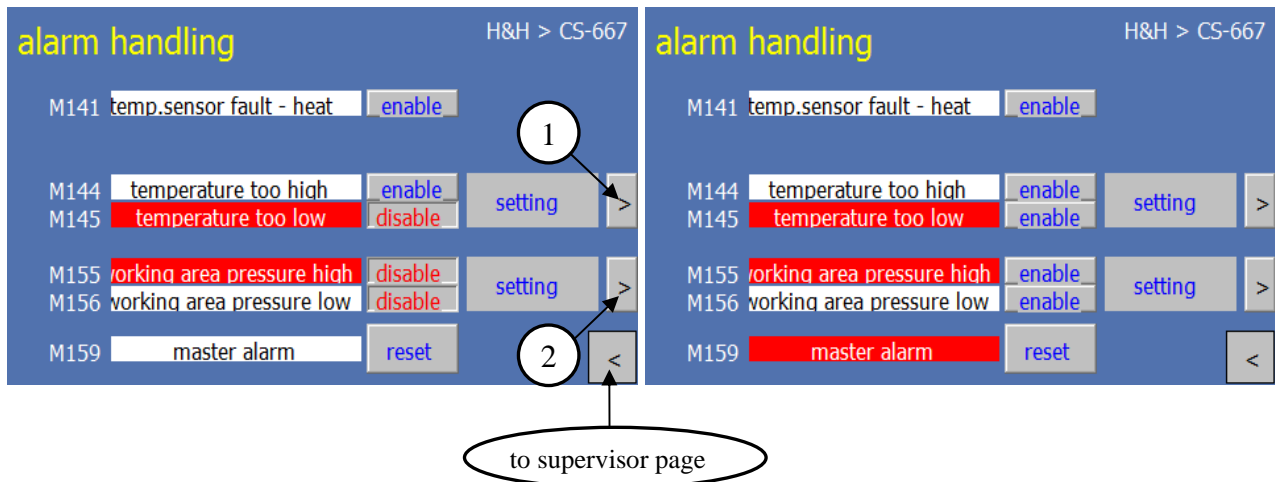 alarm handling H&H > CS-667
M141 temp.sensor fault - heat enable
1
M144 temperature too high enable
setting >
M145 temperature too low disable
M155 working area pressure high disable
setting >
M156 working area pressure low disable
M159 master alarm reset
2
<
to supervisor page
alarm handling H&H > CS-667
M141 temp.sensor fault - heat enable
M144 temperature too high enable
setting >
M145 temperature too low enable
M155 working area pressure high enable
setting >
M156 working area pressure low enable
M159 master alarm reset
<